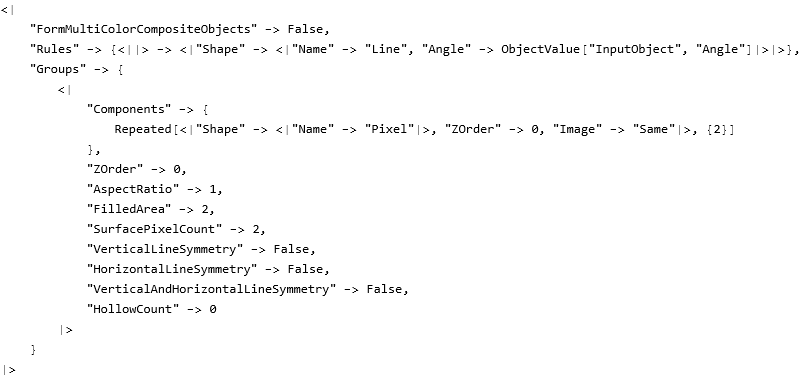 <|
"FormMultiColorCompositeObjects" -> False,
"Rules" -> {<||> -> <|"Shape" -> <|"Name" -> "Line", "Angle" -> ObjectValue["InputObject", "Angle"]|>|>},
"Groups" -> {
<|
"Components" -> {
Repeated[<|"Shape" -> <|"Name" -> "Pixel"|>, "ZOrder" -> 0, "Image" -> "Same"|>, {2}]
},
"ZOrder" -> 0,
"AspectRatio" -> 1,
"FilledArea" -> 2,
"SurfacePixelCount" -> 2,
"VerticalLineSymmetry" -> False,
"HorizontalLineSymmetry" -> False,
"VerticalAndHorizontalLineSymmetry" -> False,
"HollowCount" -> 0
|>
}
|>